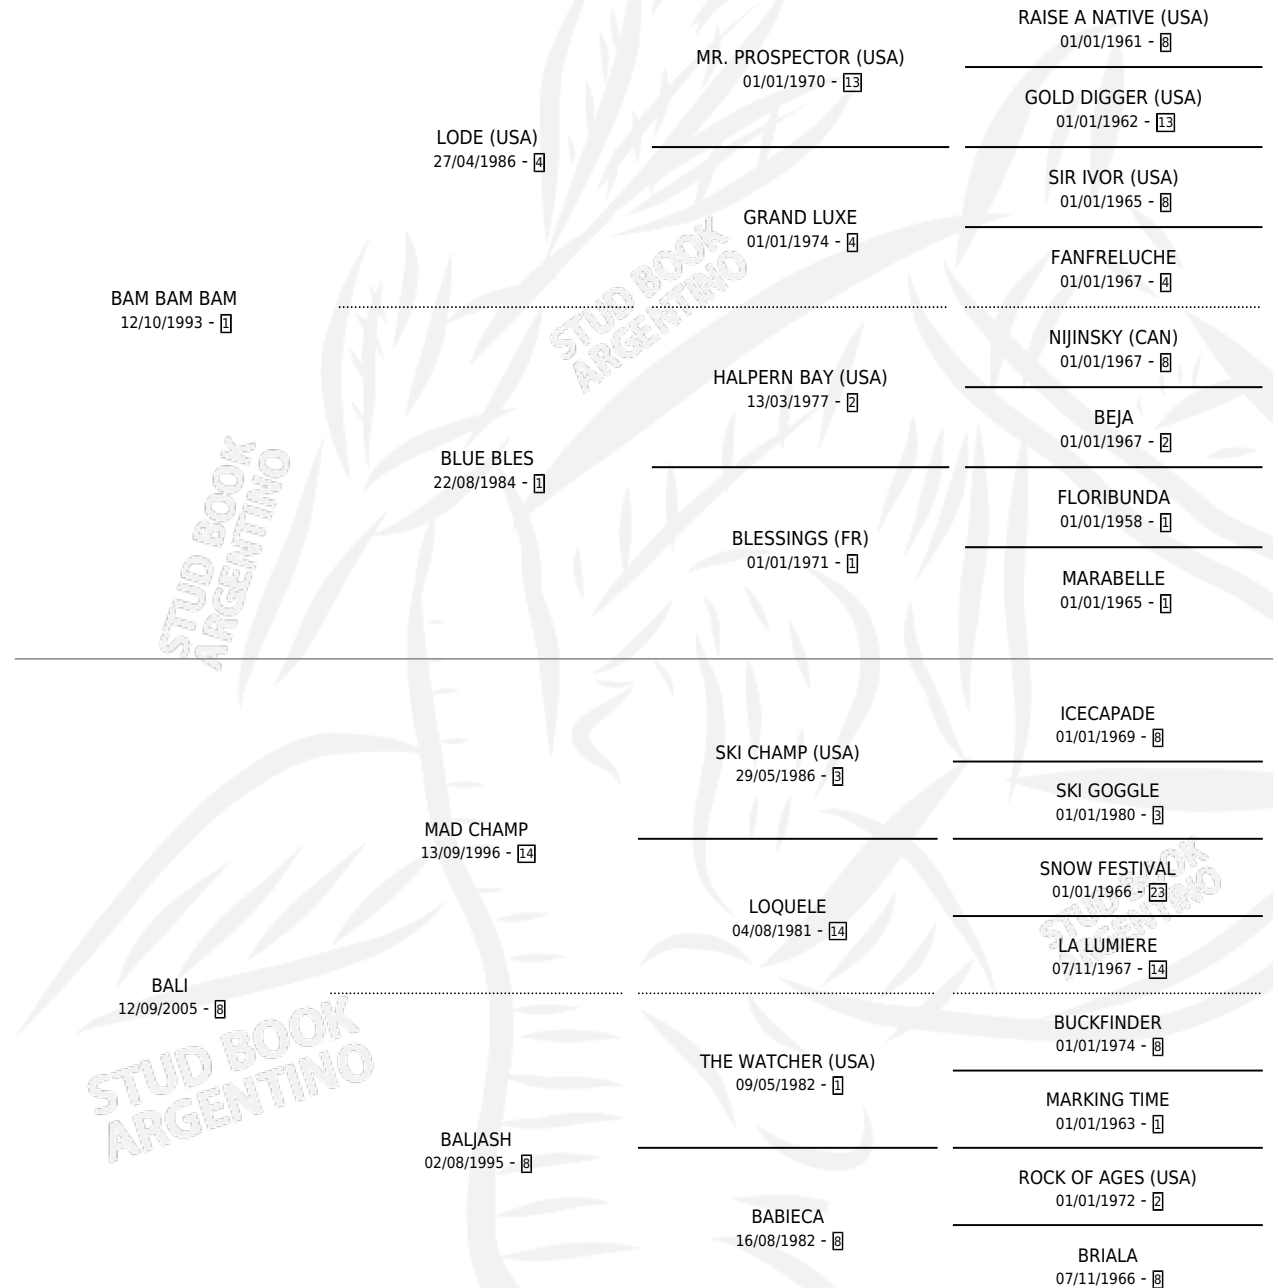 RAISE A NATIVE (USA)
01/01/1961 - 8
MR. PROSPECTOR (USA)
01/01/1970 - 13
GOLD DIGGER (USA)
01/01/1962 - 13
LODE (USA)
27/04/1986 - 4
SIR IVOR (USA)
01/01/1965 - 8
GRAND LUXE
01/01/1974 - 4
FANFRELUCHE
01/01/1967 - 4
BAM BAM BAM
12/10/1993 - 1
NIJINSKY (CAN)
01/01/1967 - 8
HALPERN BAY (USA)
13/03/1977 - 2
BEJA
01/01/1967 - 2
BLUE BLES
22/08/1984 - 1
FLORIBUNDA
01/01/1958 - 1
BLESSINGS (FR)
01/01/1971 - 1
MARABELLE
01/01/1965 - 1
STUD BOOK
ARGENTINO
STUD BOOK
ARGENTINO
ICECAPADE
01/01/1969 - 8
SKI CHAMP (USA)
29/05/1986 - 3
SKI GOGGLE
01/01/1980 - 3
MAD CHAMP
13/09/1996 - 14
SNOW FESTIVAL
01/01/1966 - 23
LOQUELE
04/08/1981 - 14
LA LUMIERE
07/11/1967 - 14
STUD BOOK
ARGENTINO
BALI
12/09/2005 - 8
BUCKFINDER
01/01/1974 - 8
THE WATCHER (USA)
09/05/1982 - 1
MARKING TIME
01/01/1963 - 1
BALJASH
02/08/1995 - 8
ROCK OF AGES (USA)
01/01/1972 - 2
BABIECA
16/08/1982 - 8
BRIALA
07/11/1966 - 8
STUD BOOK
ARGENTINO